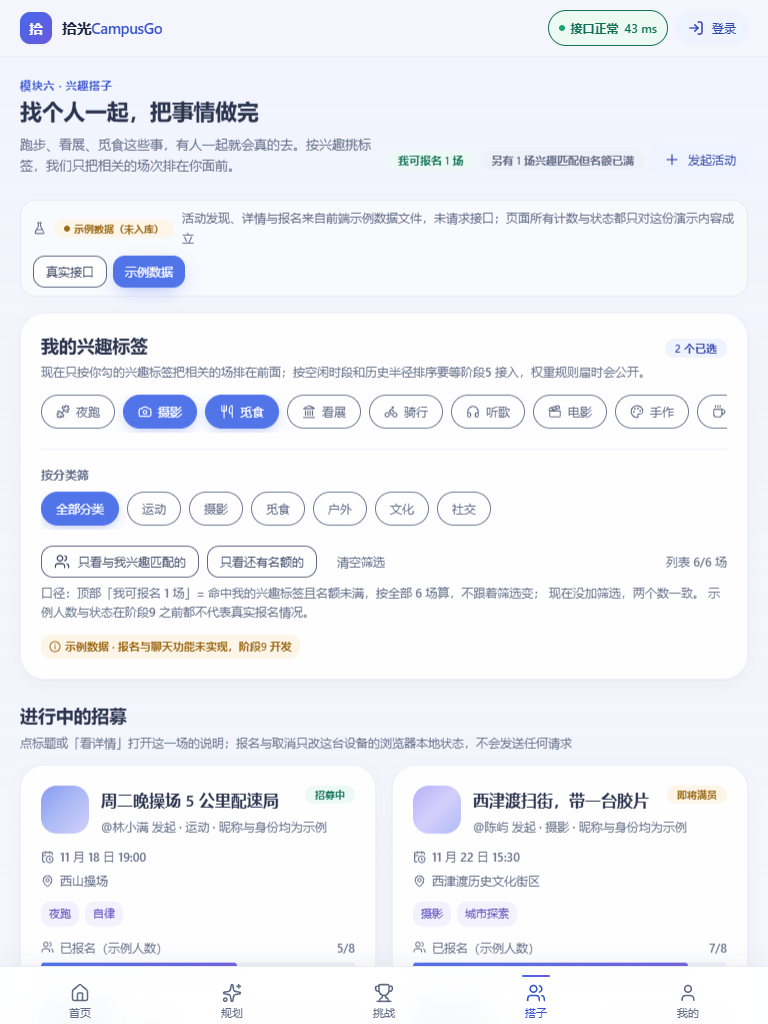 拾 拾光CampusGo
接口正常 43 ms
登录
模块六 · 兴趣搭子
找个人一起，把事情做完
跑步、看展、觅食这些事，有人一起就会真的去。按兴趣挑标
签，我们只把相关的场次排在你面前。
我可报名 1 场
另有 1 场兴趣匹配但名额已满
发起活动
示例数据（未入库）
活动发现、详情与报名来自前端示例数据文件，未请求接口；页面所有计数与状态都只对这份演示内容成
立
真实接口
示例数据
我的兴趣标签
2 个已选
现在只按你勾的兴趣标签把相关的场排在前面；按空闲时段和历史半径排序要等阶段5 接入，权重规则届时会公开。
夜跑
摄影
觅食
看展
骑行
听歌
电影
手作
按分类筛
全部分类
运动
摄影
觅食
户外
文化
社交
只看与我兴趣匹配的
只看还有名额的
清空筛选
列表 6/6 场
口径：顶部「我可报名 1 场」= 命中我的兴趣标签且名额未满，按全部 6 场算，不跟着筛选变； 现在没加筛选，两个数一致。 示
例人数与状态在阶段9 之前都不代表真实报名情况。
示例数据 · 报名与聊天功能未实现，阶段9 开发
进行中的招募
点标题或「看详情」打开这一场的说明；报名与取消只改这台设备的浏览器本地状态，不会发送任何请求
周二晚操场 5 公里配速局
招募中
@林小满 发起 · 运动 · 昵称与身份均为示例
11 月 18 日 19:00
西山操场
夜跑
自律
已报名（示例人数）
5/8
西津渡扫街，带一台胶片
即将满员
@陈屿 发起 · 摄影 · 昵称与身份均为示例
11 月 22 日 15:30
西津渡历史文化街区
摄影
城市探索
已报名（示例人数）
7/8
首页
规划
挑战
搭子
我的